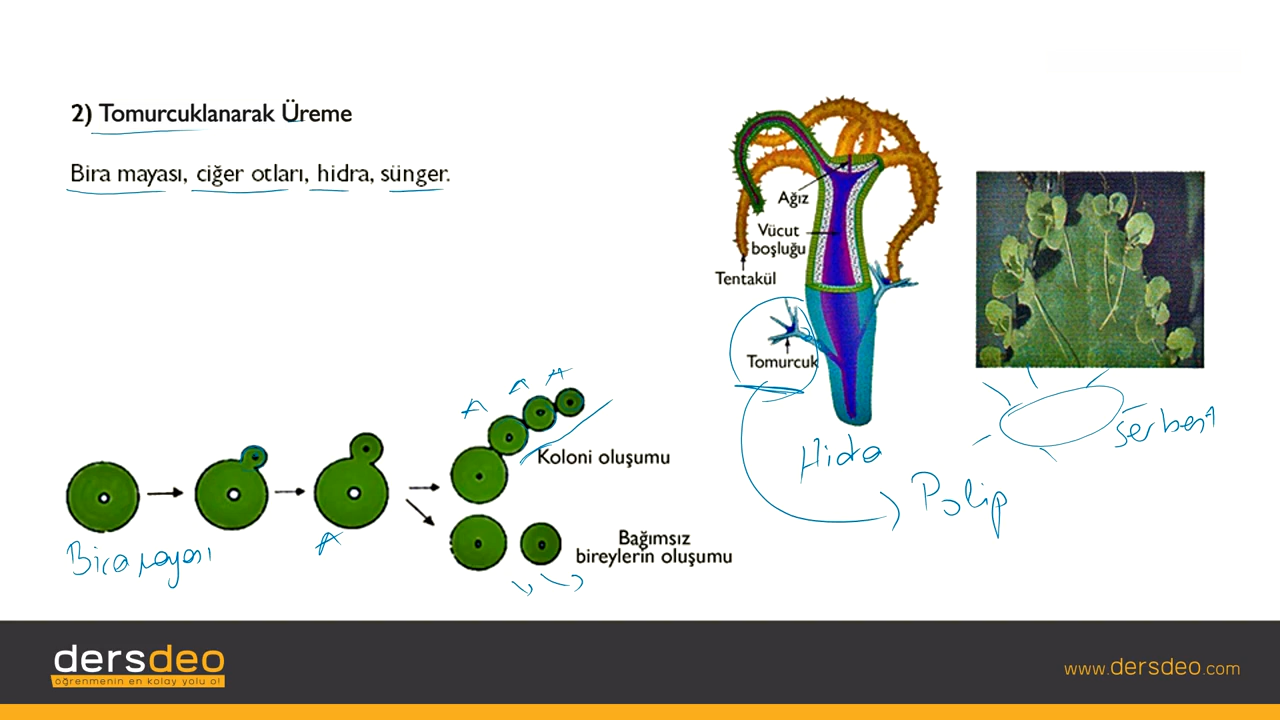 2) Tomurcuklanarak Üreme
Bira mayası, ciğer otları, hidra, sünger.
Ağız
Vücut
boşluğu
Tentakül
Tomurcuk
Hidra
Polip
serbest
A A A
Koloni oluşumu
Bira mayası
A
Bağımsız
bireylerin oluşumu
dersdeo
öğrenmenin en kolay yolu o!
www.dersdeo.com